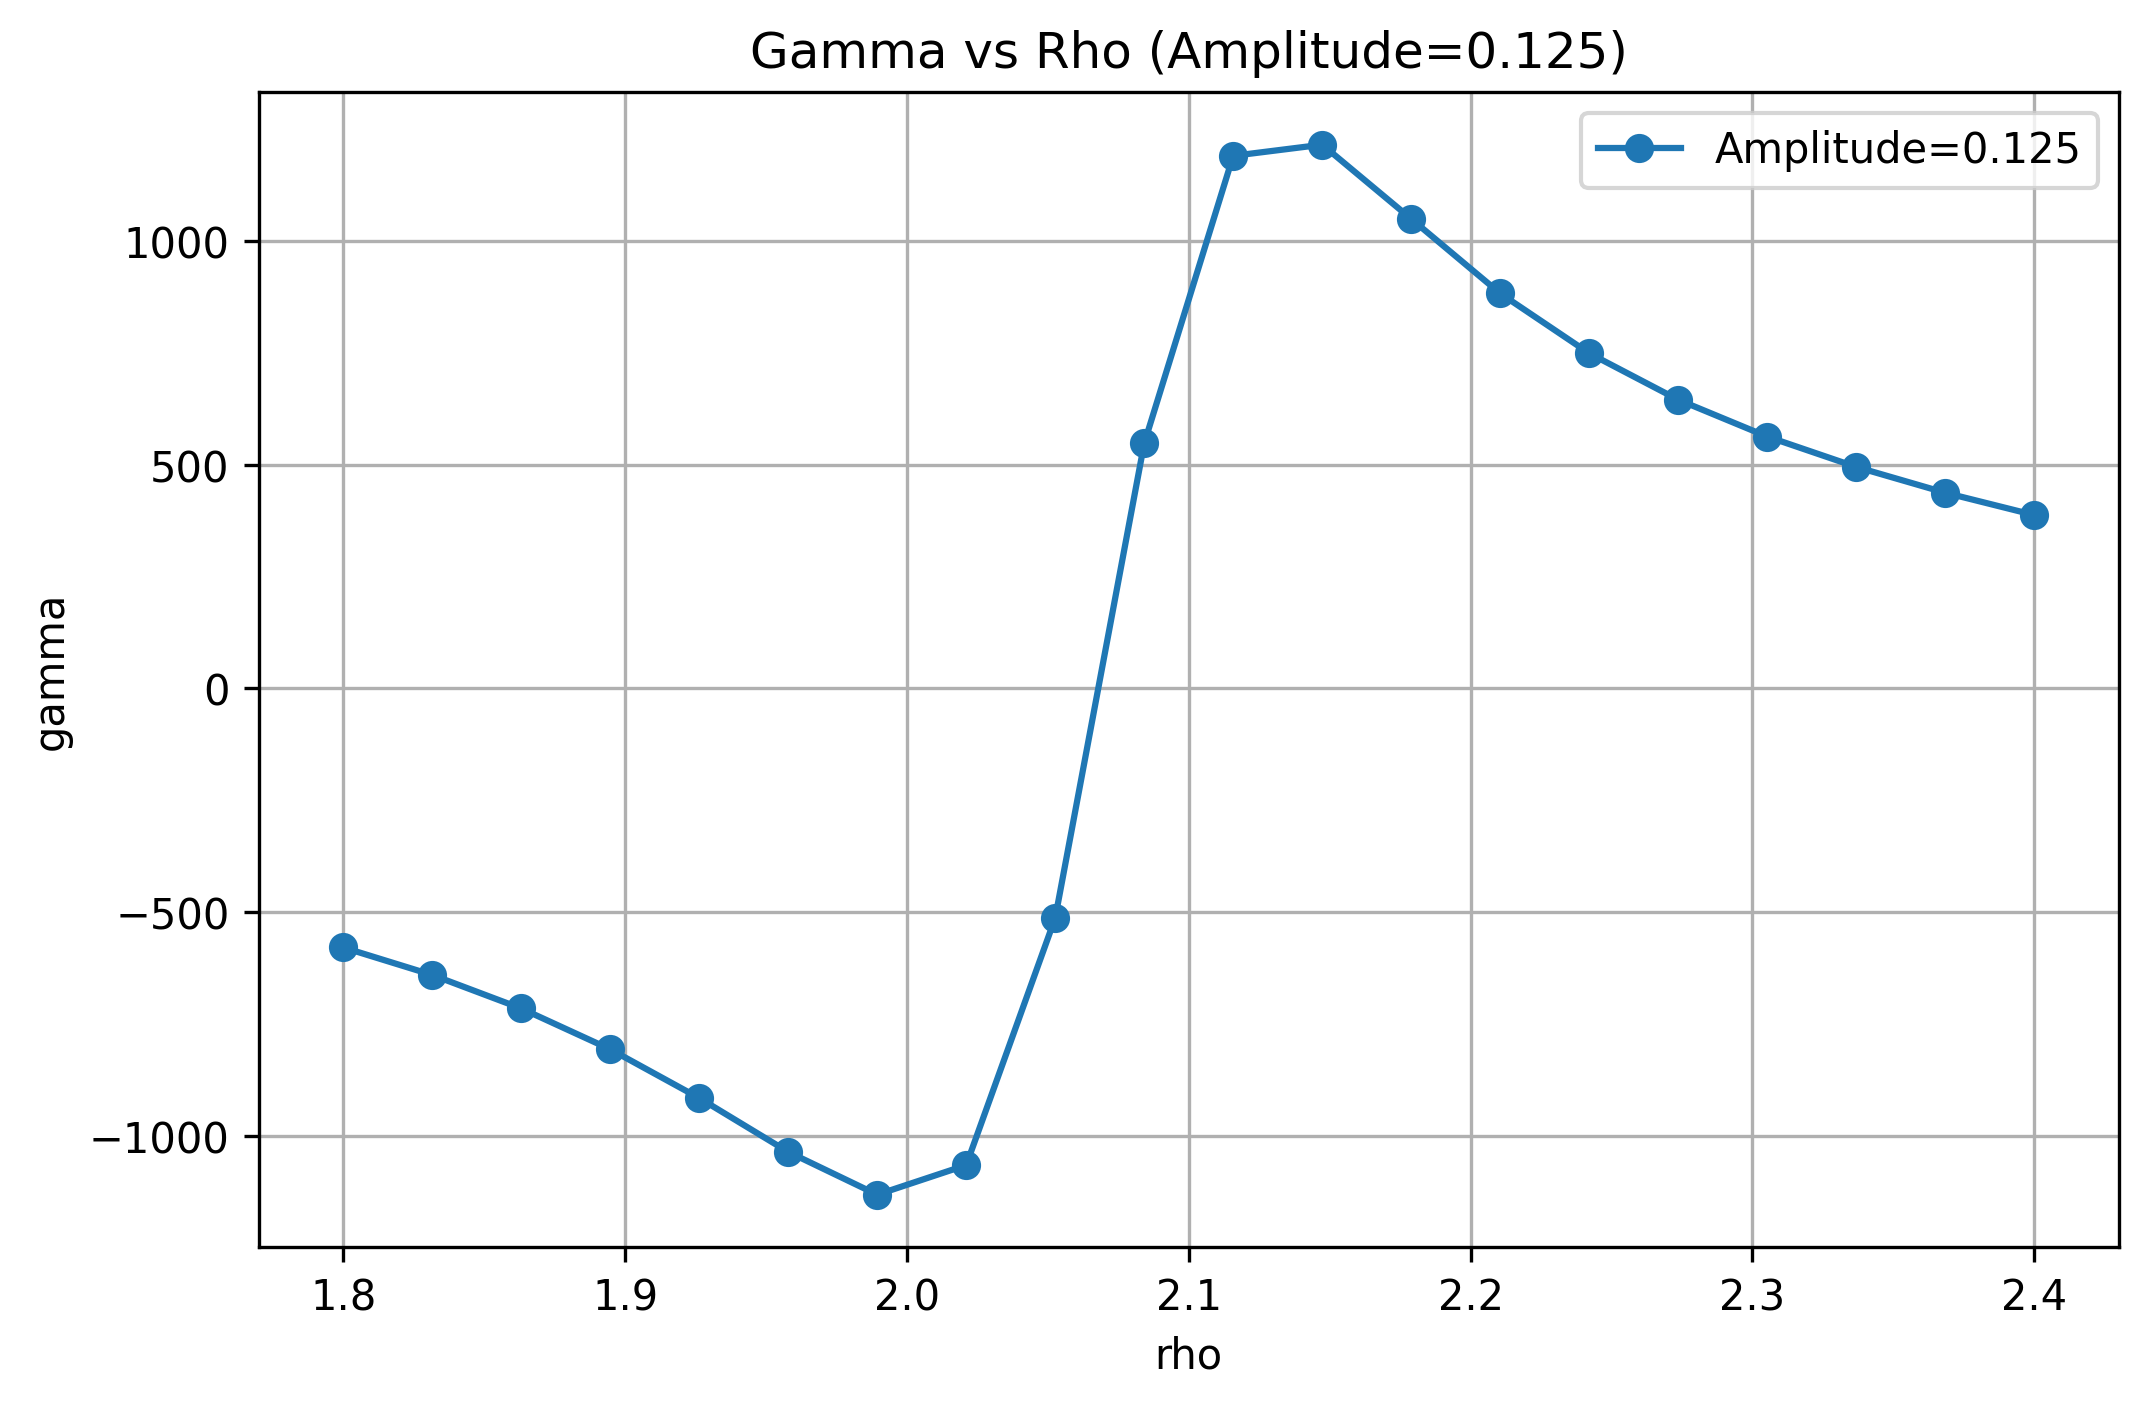 Gamma vs Rho (Amplitude=0.125)
Amplitude=0.125
1000
500
0
−500
−1000
gamma
1.8 1.9 2.0 2.1 2.2 2.3 2.4
rho